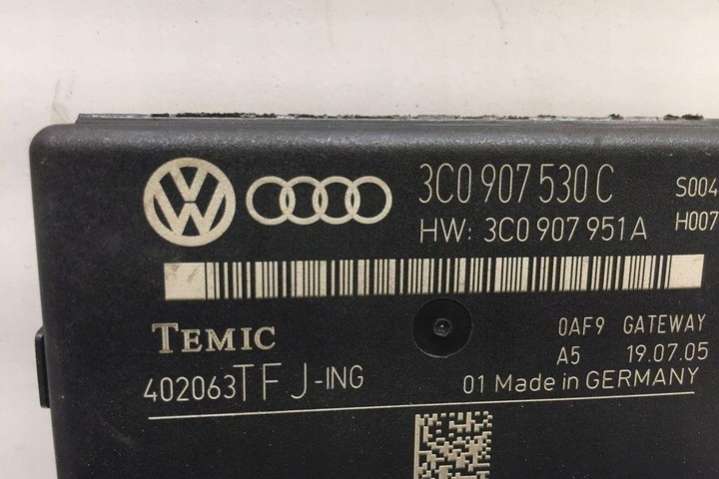 3C0 907 530 C S004
HW: 3C0 907 951 A H007
TEMIC 0AF9 GATEWAY
A5 19.07.05
402063TFJ-ING 01 Made in GERMANY